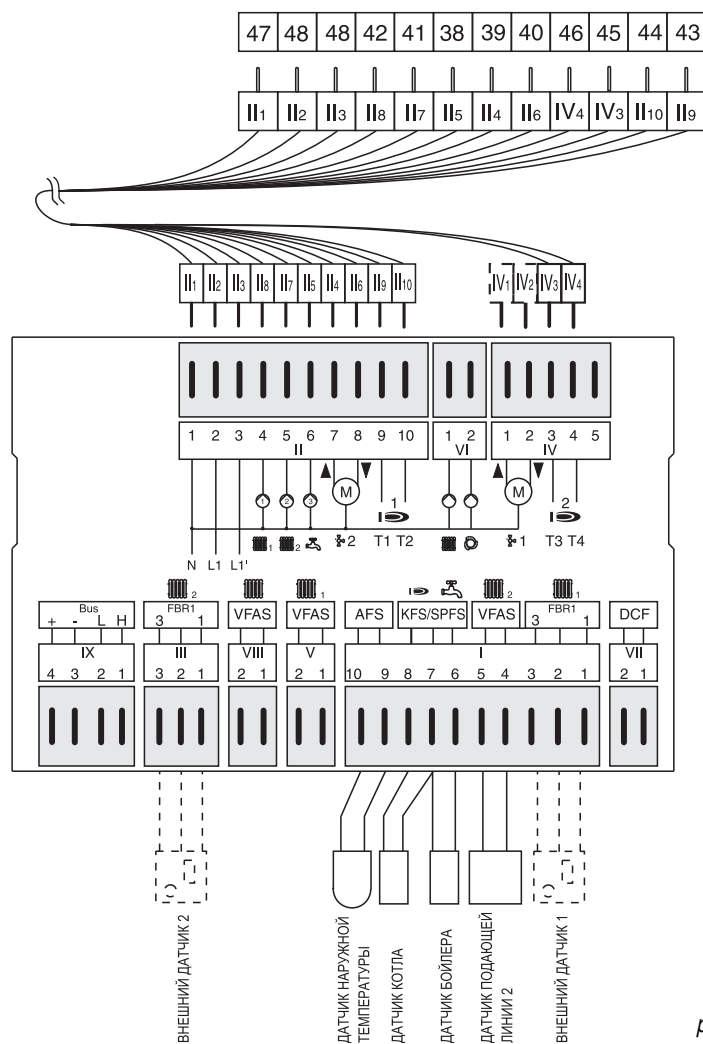 47 48 48 42 41 38 39 40 46 45 44 43
II1 II2 II3 II8 II7 II5 II4 II6 IV4 IV3 II10 II9
II1 II2 II3 II8 II7 II5 II4 II6 II9 II10 IV1 IV2 IV3 IV4
1 2 3 4 5 6 7 8 9 10 1 2 1 2 3 4 5
II VI IV
1 2 3 M M
1 2
1 2 2 T1 T2 1 T3 T4
N L1 L1'
2 1 2 1
Bus FBR1 VFAS VFAS AFS KFS/SPFS VFAS FBR1 DCF
+ - L H 3 1 3 1
IX III VIII V I VII
4 3 2 1 3 2 1 2 1 2 1 10 9 8 7 6 5 4 3 2 1 2 1
ВНЕШНИЙ ДАТЧИК 2
ДАТЧИК НАРУЖНОЙ
ТЕМПЕРАТУРЫ
ДАТЧИК КОТЛА
ДАТЧИК БОЙЛЕРА
ДАТЧИК ПОДАЮЩЕЙ
ЛИНИИ 2
ВНЕШНИЙ ДАТЧИК 1